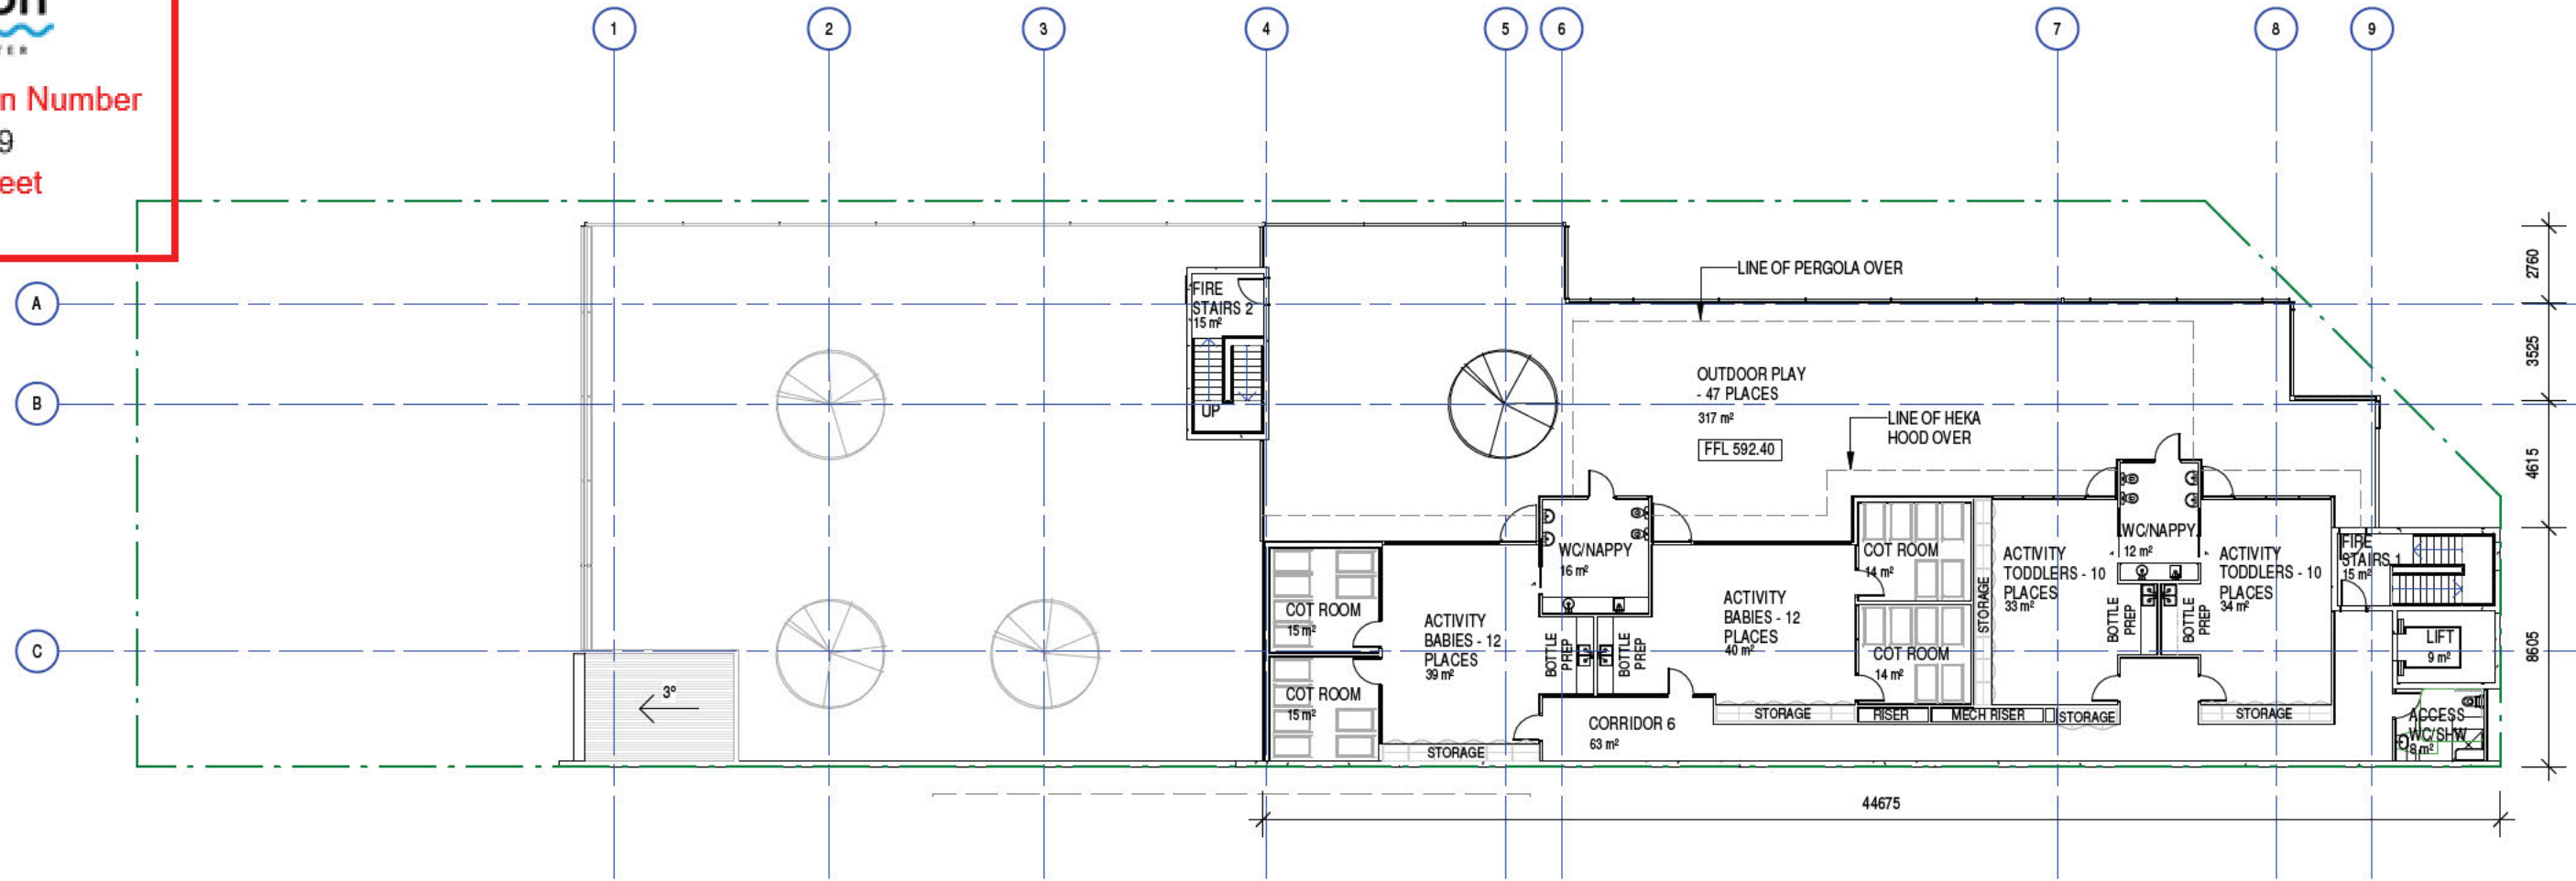 n Number
9
eet
1
2
3
4
5
6
7
8
9
A
B
C
FIRE
STAIRS 2
15 m²
UP
LINE OF PERGOLA OVER
OUTDOOR PLAY
- 47 PLACES
317 m²
FFL 592.40
LINE OF HEKA
HOOD OVER
2760
3525
4615
8605
44675
3°
COT ROOM
15 m²
COT ROOM
15 m²
ACTIVITY
BABIES - 12
PLACES
39 m²
STORAGE
WC/NAPPY
16 m²
BOTTLE
PREP
BOTTLE
PREP
CORRIDOR 6
63 m²
ACTIVITY
BABIES - 12
PLACES
40 m²
STORAGE
COT ROOM
14 m²
COT ROOM
14 m²
RISER
MECH RISER
STORAGE
STORAGE
ACTIVITY
TODDLERS - 10
PLACES
33 m²
WC/NAPPY
12 m²
BOTTLE
PREP
BOTTLE
PREP
ACTIVITY
TODDLERS - 10
PLACES
34 m²
STORAGE
FIRE
STAIRS 1
15 m²
LIFT
9 m²
ACCESS
WC/SHW
8 m²